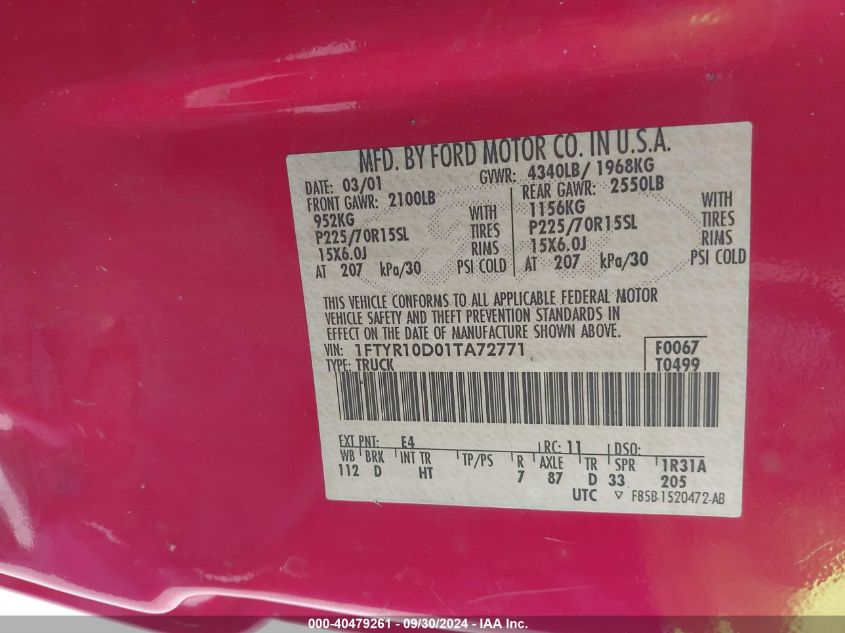 MFD. BY FORD MOTOR CO. IN U.S.A.
DATE: 03/01 GVWR: 4340LB/ 1968KG
FRONT GAWR: 2100LB REAR GAWR: 2550LB
952KG WITH 1156KG WITH
P225/70R15SL TIRES P225/70R15SL TIRES
15X6.0J RIMS 15X6.0J RIMS
AT 207 kPa/30 PSI COLD AT 207 kPa/30 PSI COLD
THIS VEHICLE CONFORMS TO ALL APPLICABLE FEDERAL MOTOR
VEHICLE SAFETY AND THEFT PREVENTION STANDARDS IN
EFFECT ON THE DATE OF MANUFACTURE SHOWN ABOVE.
VIN: 1FTYR10D01TA72771 F0067
TYPE: TRUCK T0499
EXT PNT: E4 RC: 11 DSO:
WB BRK INT TR TP/PS R AXLE TR SPR 1R31A
112 D HT 7 87 D 33 205
UTC ▽ F85B-1520472-AB
000-40479261 - 09/30/2024 - IAA Inc.